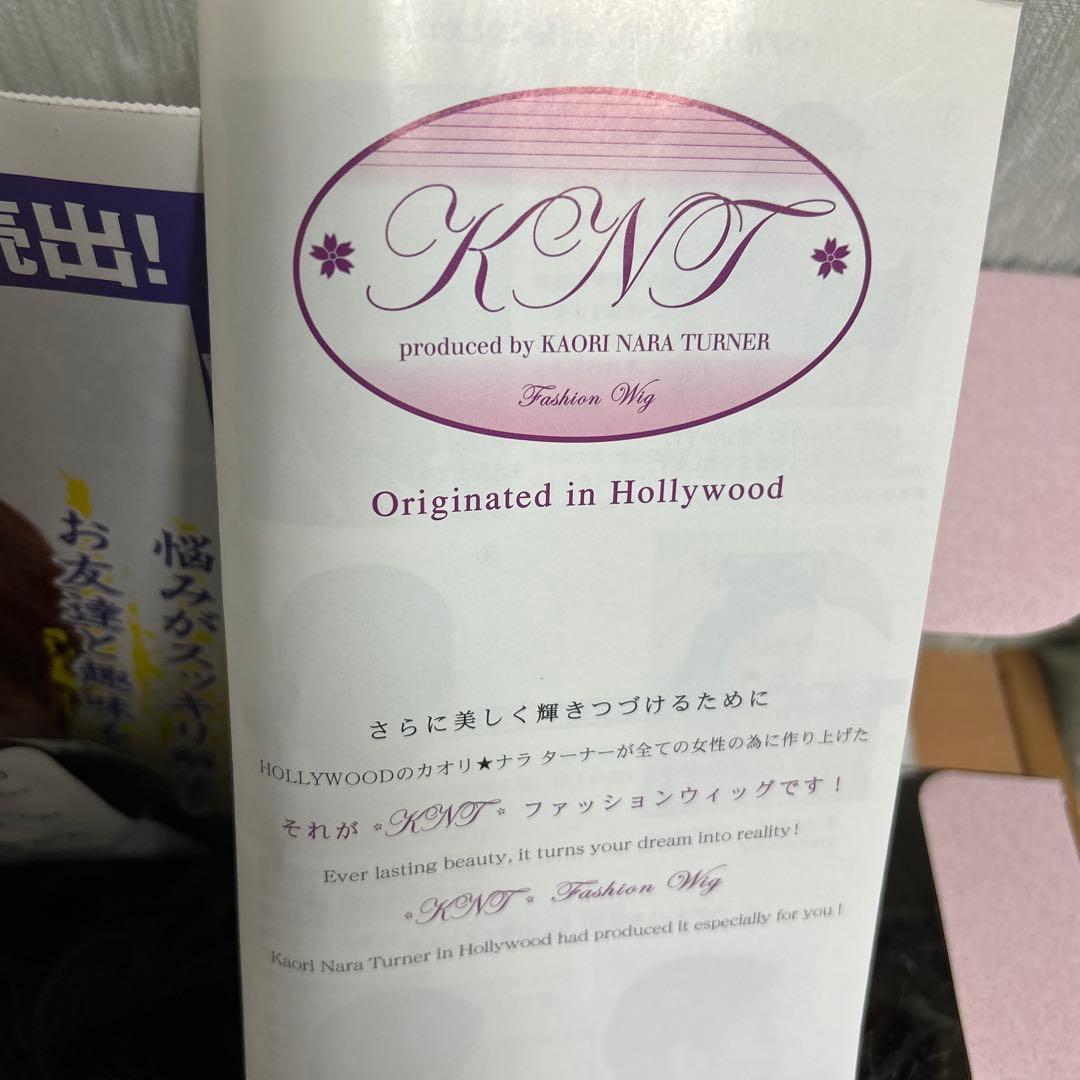 KNT
produced by KAORI NARA TURNER
Fashion Wig
Originated in Hollywood
さらに美しく輝きつづけるために
HOLLYWOODのカオリ★ナラ ターナーが全ての女性の為に作り上げた
それが *KNT* ファッションウィッグです！
Ever lasting beauty, it turns your dream into reality!
*KNT* Fashion Wig
Kaori Nara Turner in Hollywood had produced it especially for you!
売出!
悩みがスッキリ
お友達と趣味を